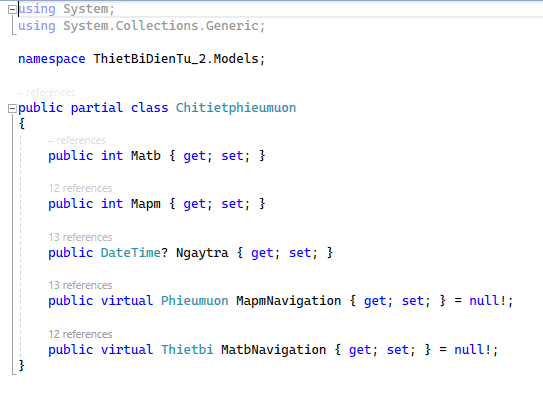 using System;
using System.Collections.Generic;
namespace ThietBiDienTu_2.Models;
– references
public partial class Chitietphieumuon
{
– references
public int Matb { get; set; }
12 references
public int Mapm { get; set; }
13 references
public DateTime? Ngaytra { get; set; }
13 references
public virtual Phieumuon MapmNavigation { get; set; } = null!;
12 references
public virtual Thietbi MatbNavigation { get; set; } = null!;
}